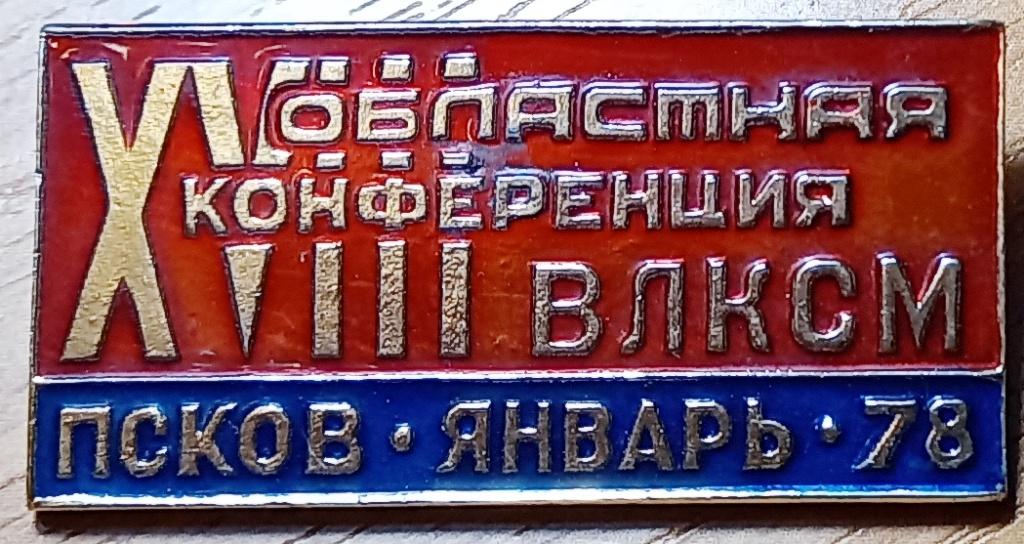 XVIII ОБЛАСТНАЯ
КОНФЕРЕНЦИЯ
ВЛКСМ
ПСКОВ · ЯНВАРЬ · 78